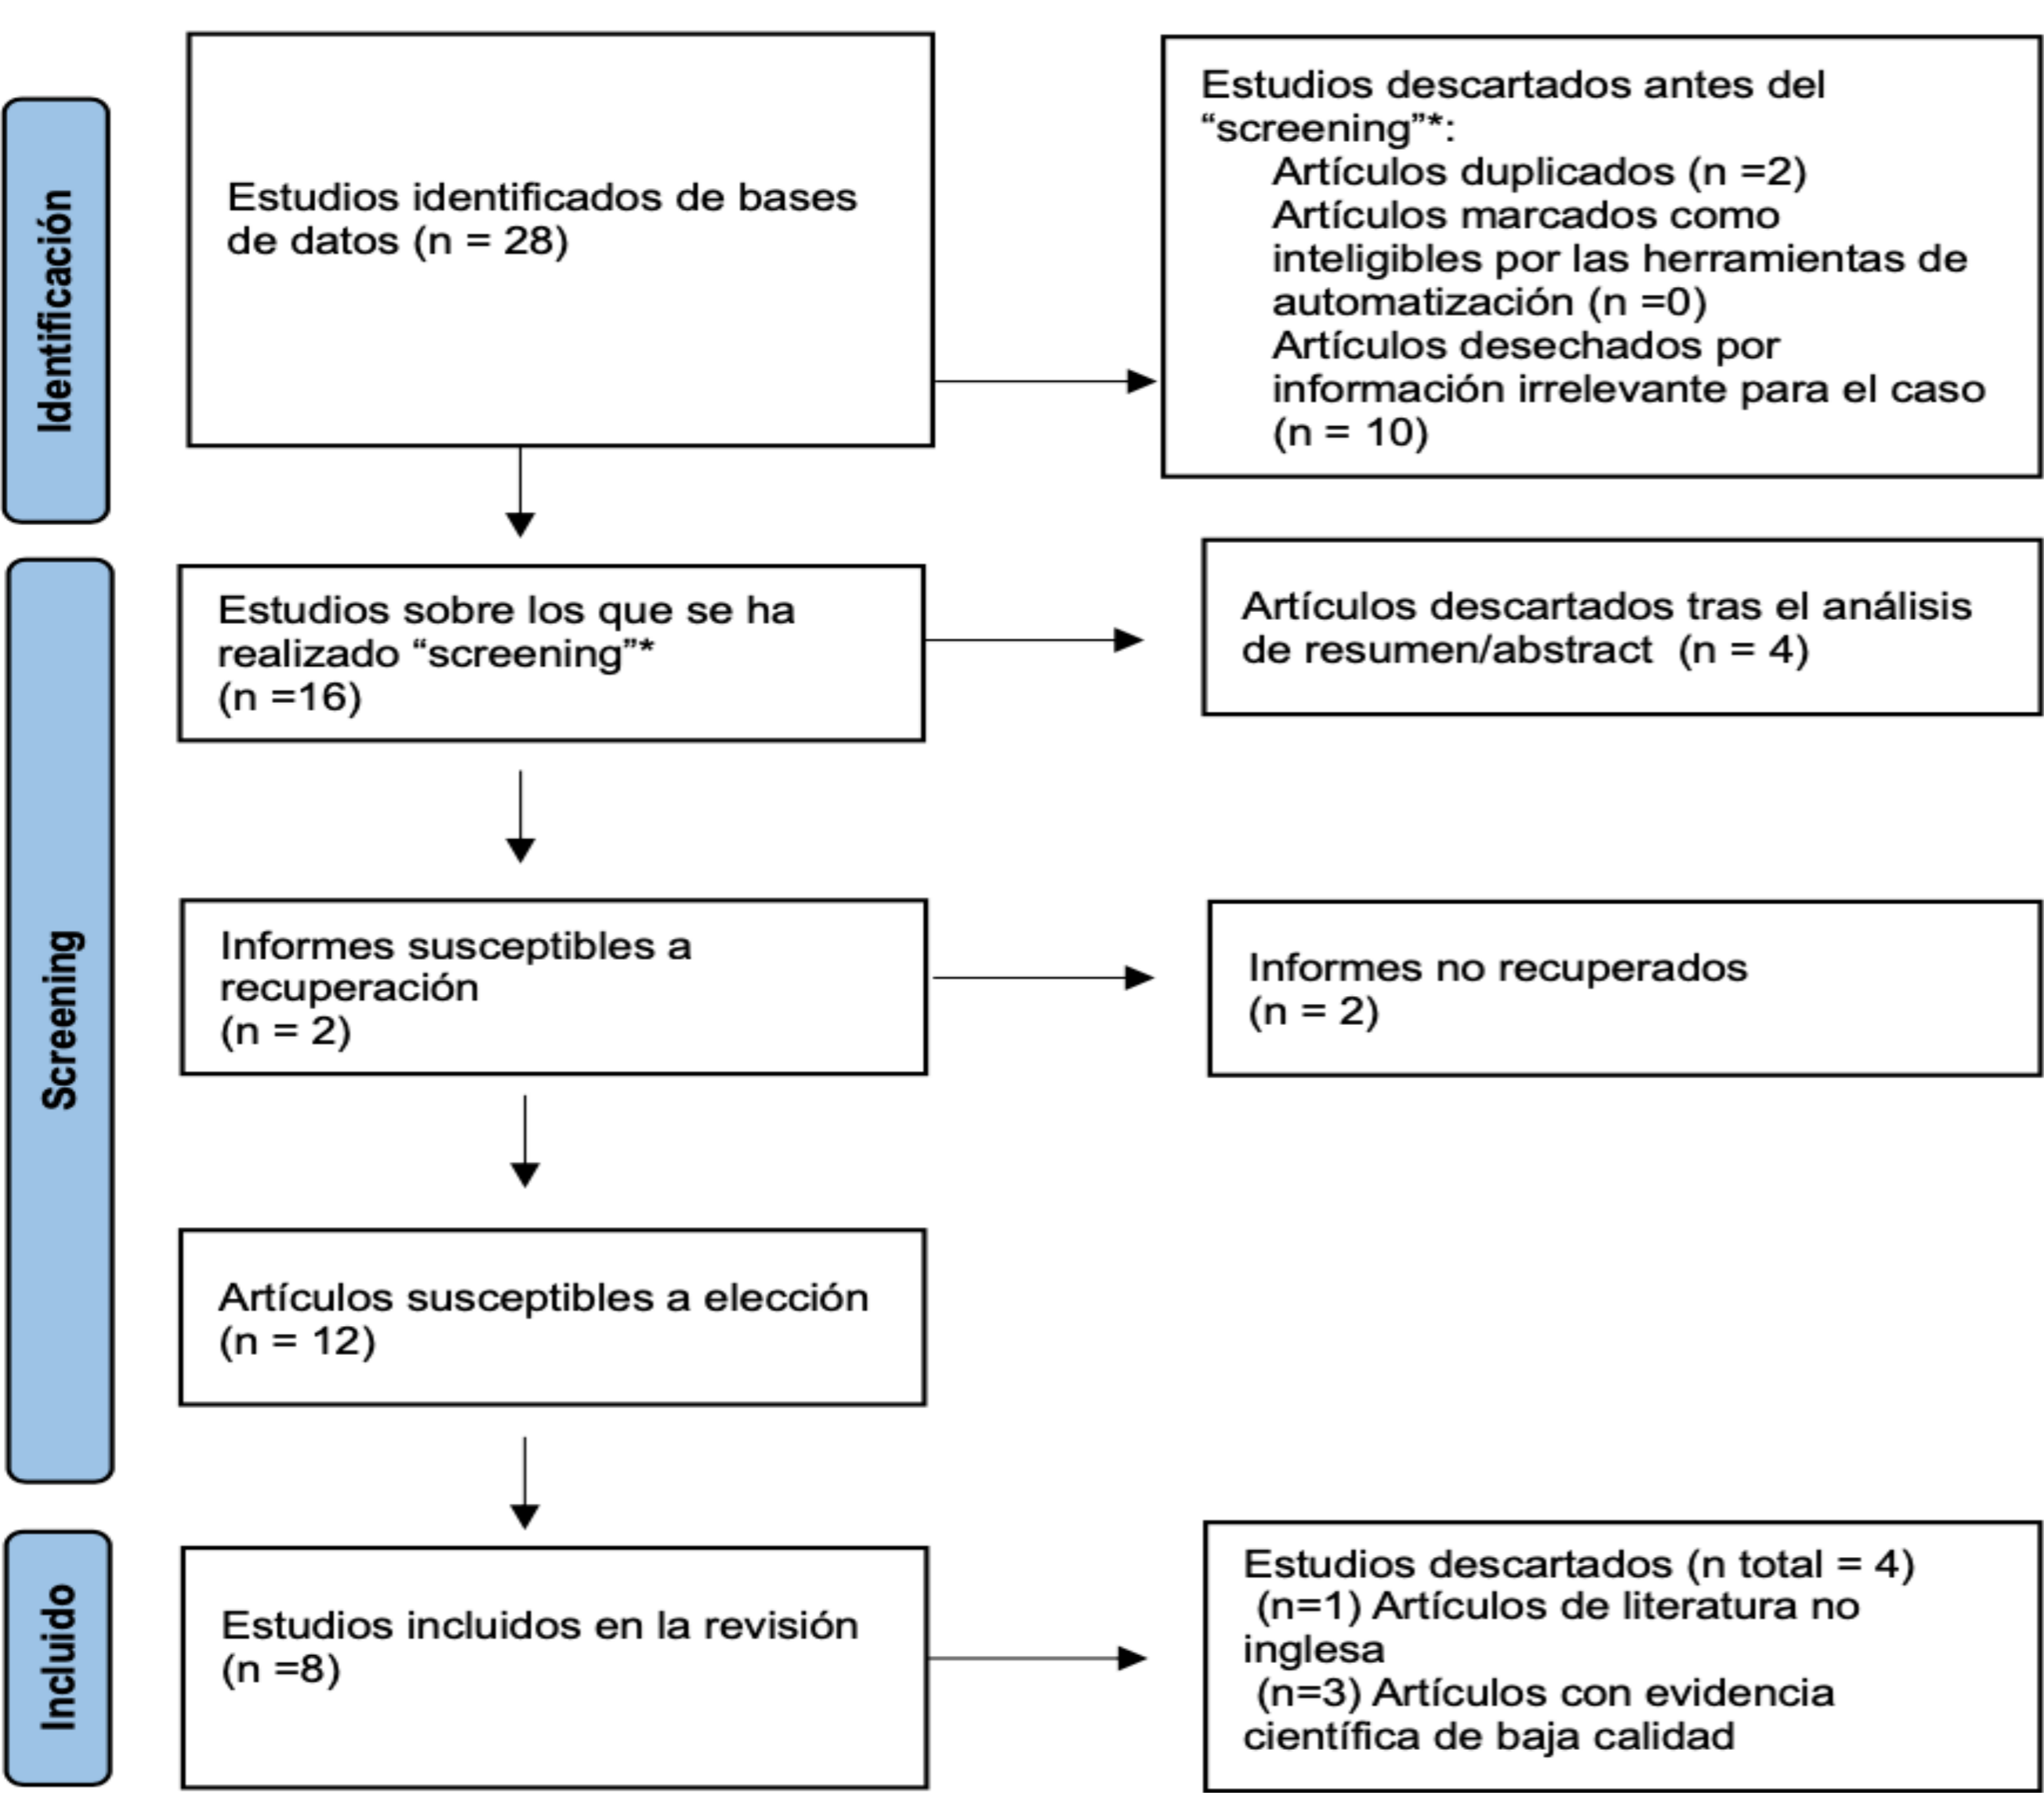 Identificación
Estudios identificados de bases
de datos (n = 28)
Estudios descartados antes del
“screening”*:
Artículos duplicados (n =2)
Artículos marcados como
inteligibles por las herramientas de
automatización (n =0)
Artículos desechados por
información irrelevante para el caso
(n = 10)
Screening
Estudios sobre los que se ha
realizado “screening”*
(n =16)
Artículos descartados tras el análisis
de resumen/abstract  (n = 4)
Informes susceptibles a
recuperación
(n = 2)
Informes no recuperados
(n = 2)
Artículos susceptibles a elección
(n = 12)
Incluido
Estudios incluidos en la revisión
(n =8)
Estudios descartados (n total = 4)
(n=1) Artículos de literatura no
inglesa
(n=3) Artículos con evidencia
científica de baja calidad